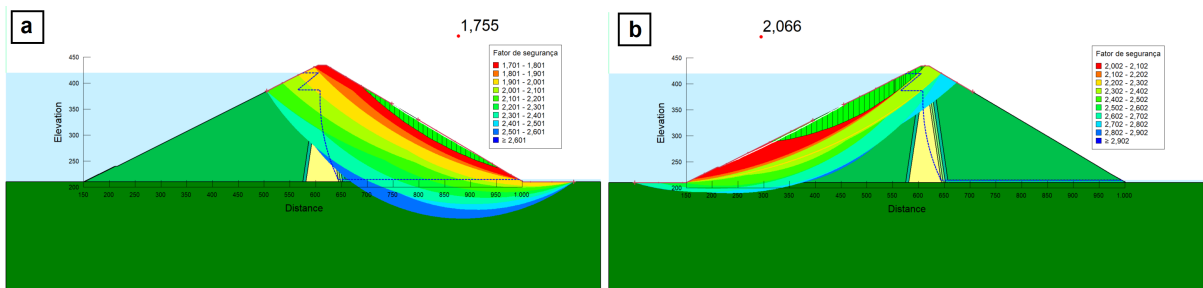 a
1,755
Fator de segurança
1,701 - 1,801
1,801 - 1,901
1,901 - 2,001
2,001 - 2,101
2,101 - 2,201
2,201 - 2,301
2,301 - 2,401
2,401 - 2,501
2,501 - 2,601
≥ 2,601
Elevation
450
400
350
300
250
200
150 200 250 300 350 400 450 500 550 600 650 700 750 800 850 900 950 1.000
Distance
b
2,066
Fator de segurança
2,002 - 2,102
2,102 - 2,202
2,202 - 2,302
2,302 - 2,402
2,402 - 2,502
2,502 - 2,602
2,602 - 2,702
2,702 - 2,802
2,802 - 2,902
≥ 2,902
Elevation
450
400
350
300
250
200
150 200 250 300 350 400 450 500 550 600 650 700 750 800 850 900 950 1,000
Distance